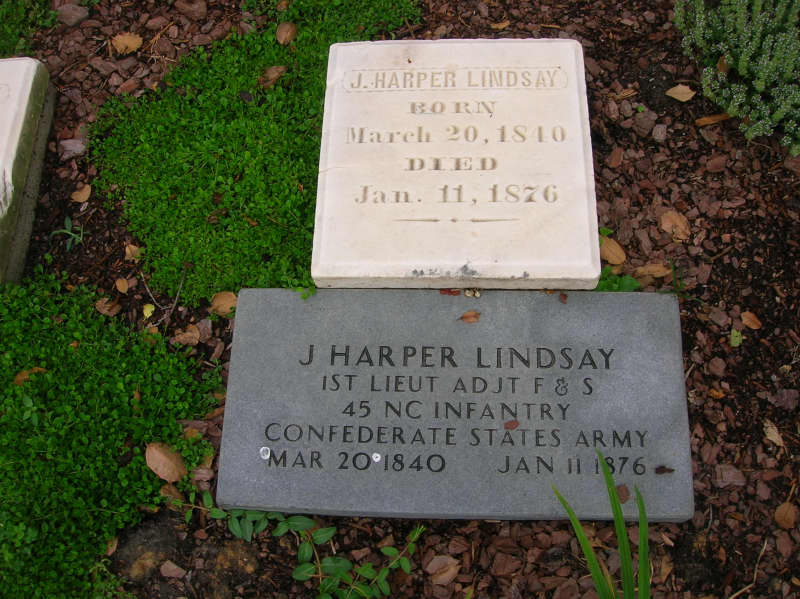 J. HARPER LINDSAY
BORN
March 20, 1840
DIED
Jan. 11, 1876
J HARPER LINDSAY
1ST LIEUT ADJT F & S
45 NC INFANTRY
CONFEDERATE STATES ARMY
MAR 20 1840 JAN 11 1876